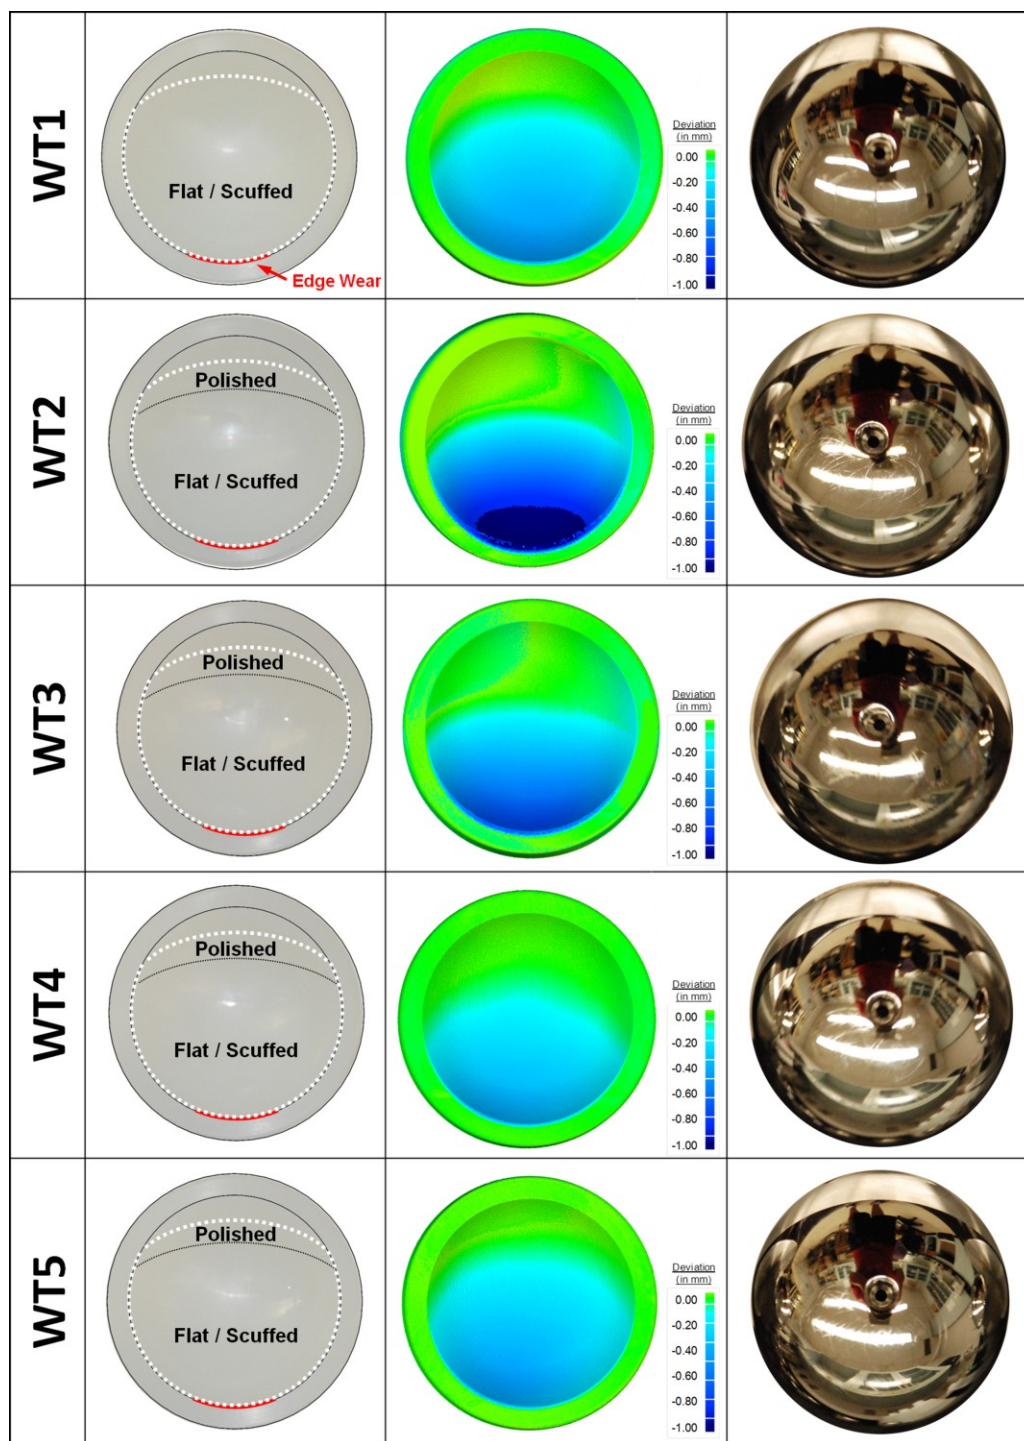 WT1
Flat / Scuffed
Edge Wear
Deviation
(in mm)
0.00
-0.20
-0.40
-0.60
-0.80
-1.00
WT2
Polished
Flat / Scuffed
Deviation
(in mm)
0.00
-0.20
-0.40
-0.60
-0.80
-1.00
WT3
Polished
Flat / Scuffed
Deviation
(in mm)
0.00
-0.20
-0.40
-0.60
-0.80
-1.00
WT4
Polished
Flat / Scuffed
Deviation
(in mm)
0.00
-0.20
-0.40
-0.60
-0.80
-1.00
WT5
Polished
Flat / Scuffed
Deviation
(in mm)
0.00
-0.20
-0.40
-0.60
-0.80
-1.00